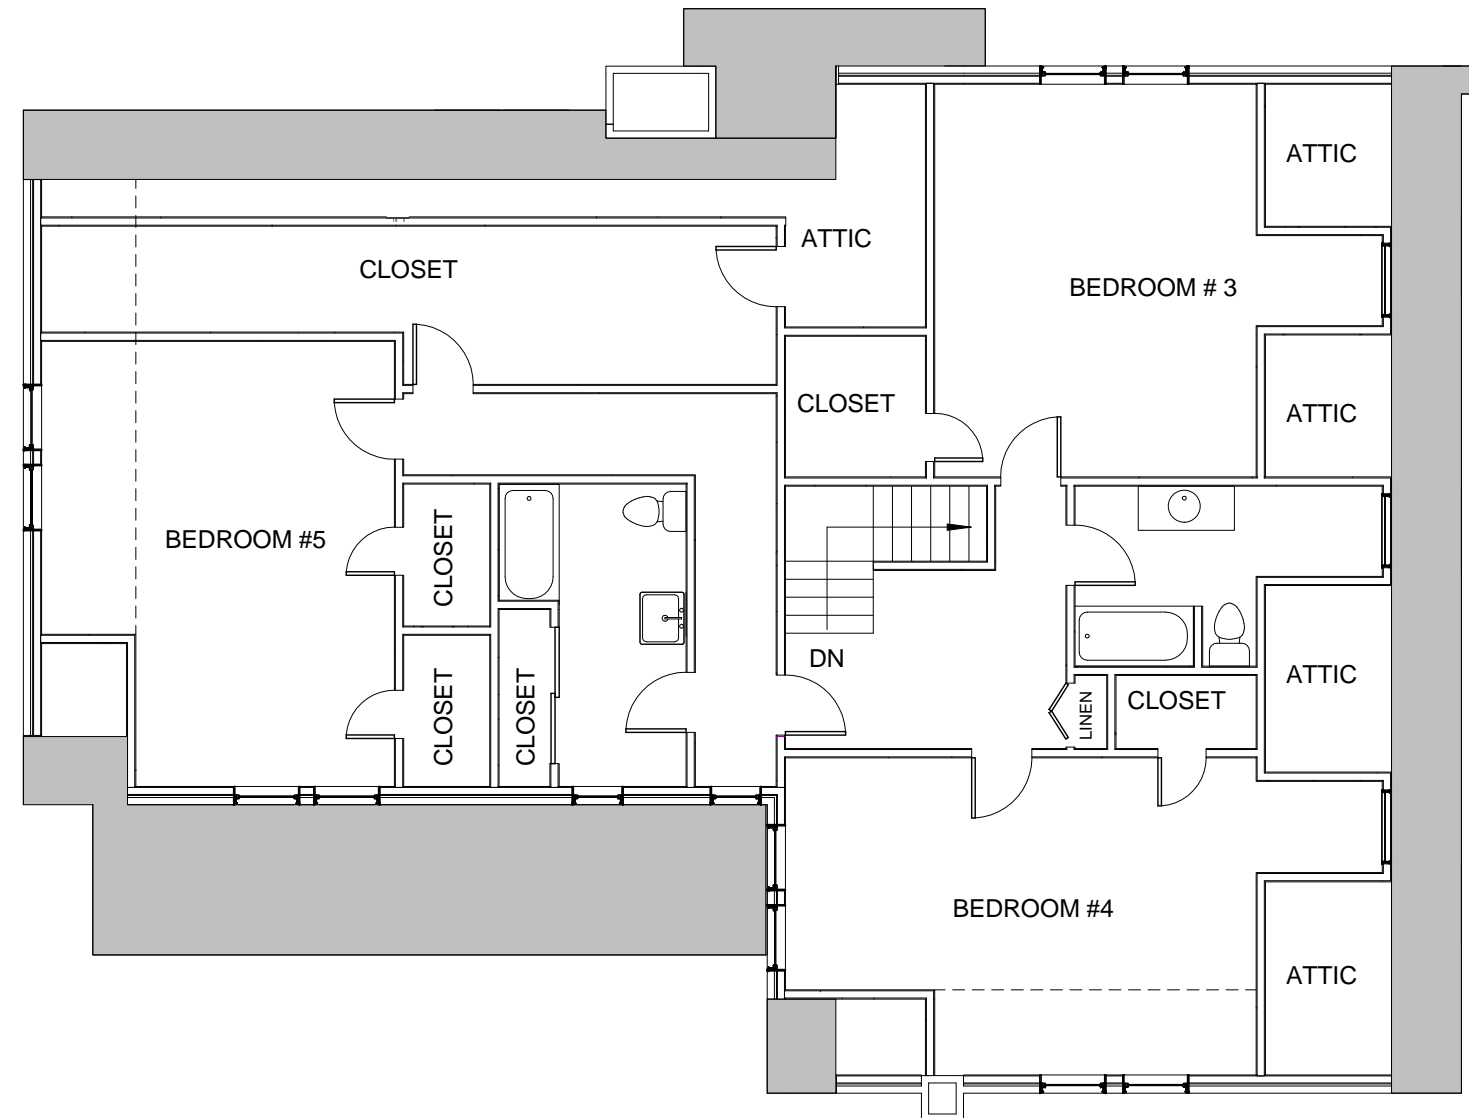 ATTIC
ATTIC
CLOSET
BEDROOM # 3
CLOSET
ATTIC
BEDROOM #5
CLOSET
DN
ATTIC
CLOSET
CLOSET
LINEN
CLOSET
BEDROOM #4
ATTIC